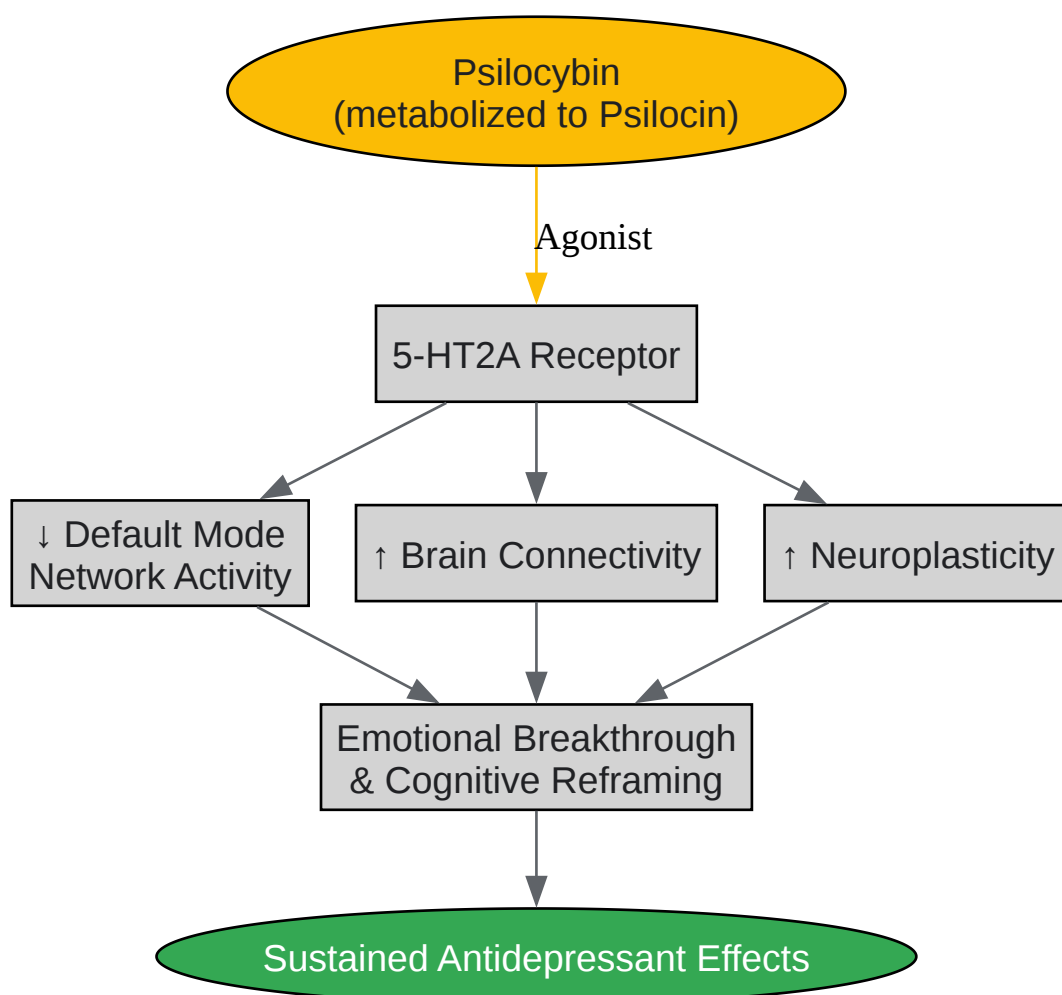 Psilocybin
(metabolized to Psilocin)
Agonist
5-HT2A Receptor
↓ Default Mode
Network Activity
↑ Brain Connectivity
↑ Neuroplasticity
Emotional Breakthrough
& Cognitive Reframing
Sustained Antidepressant Effects